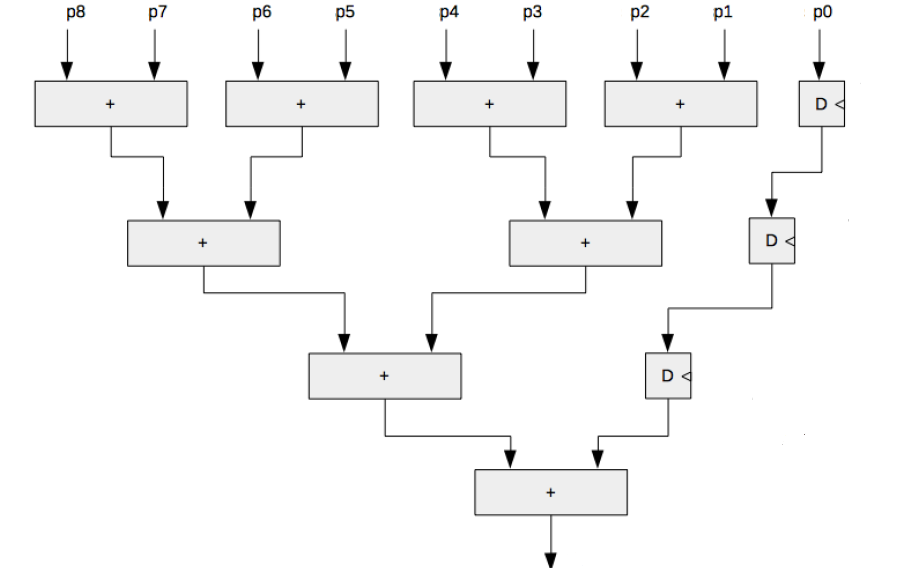 p8 p7 p6 p5 p4 p3 p2 p1 p0
+ + + + D <
+ + D <
+ D <
+